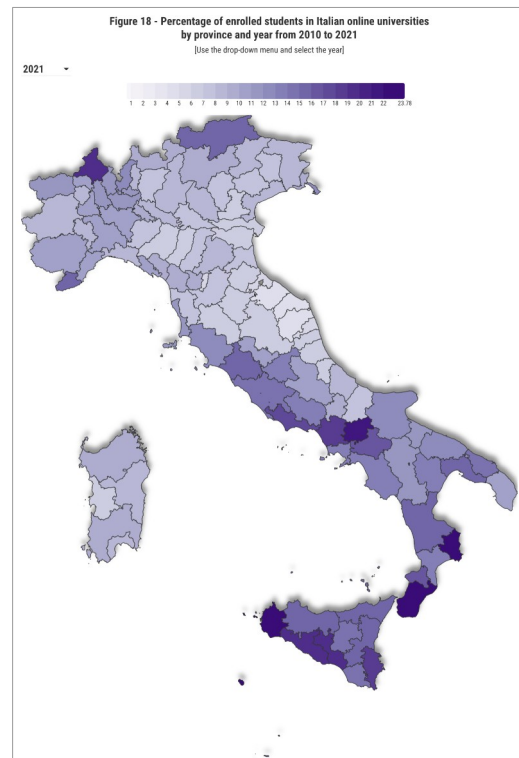 Figure 18 - Percentage of enrolled students in Italian online universities
by province and year from 2010 to 2021
[Use the drop-down menu and select the year]
2021
1 2 3 4 5 6 7 8 9 10 11 12 13 14 15 16 17 18 19 20 21 22 23.78